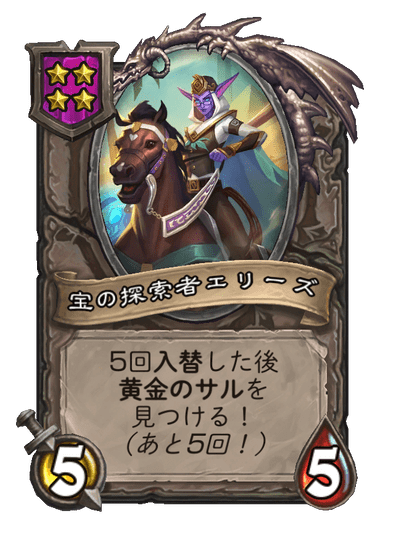 宝の探索者エリーズ
5回入替した後
黄金のサルを
見つける！
(あと5回！)
5
5